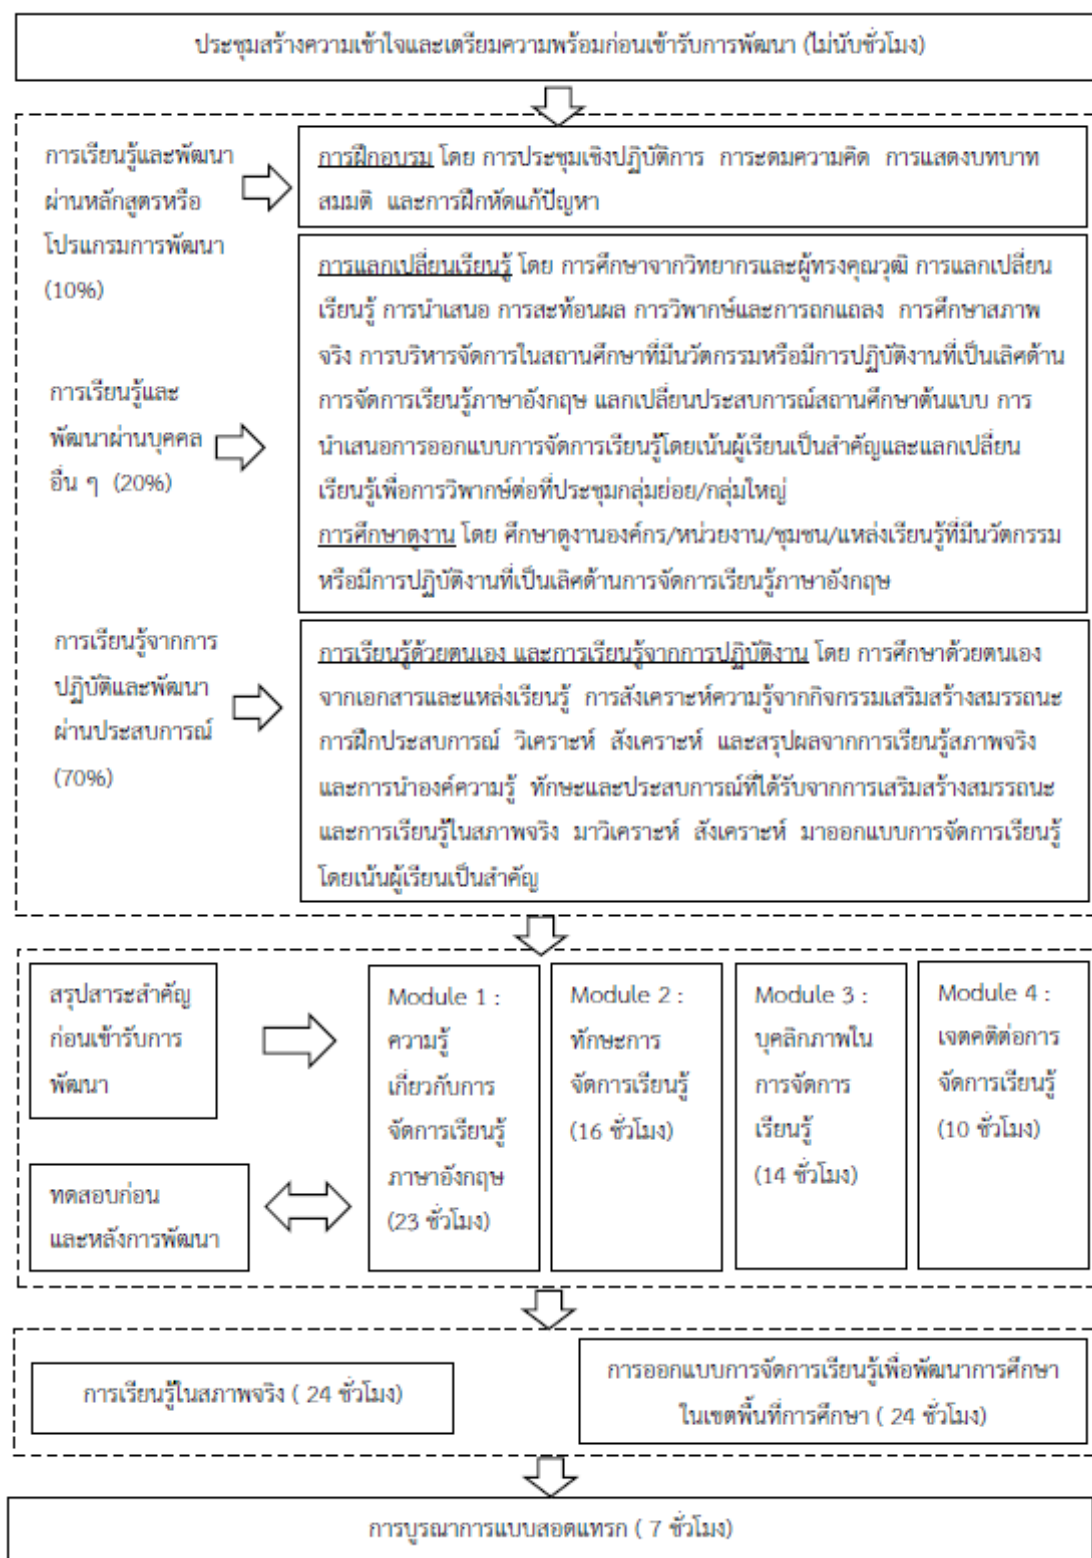 ประชุมสร้างความเข้าใจและเตรียมความพร้อมก่อนเข้ารับการพัฒนา (ไม่นับชั่วโมง)
การเรียนรู้และพัฒนา
ผ่านหลักสูตรหรือ
โปรแกรมการพัฒนา
(10%)
การฝึกอบรม โดย การประชุมเชิงปฏิบัติการ การะดมความคิด การแสดงบทบาท
สมมติ และการฝึกหัดแก้ปัญหา
การเรียนรู้และ
พัฒนาผ่านบุคคล
อื่น ๆ (20%)
การแลกเปลี่ยนเรียนรู้ โดย การศึกษาจากวิทยากรและผู้ทรงคุณวุฒิ การแลกเปลี่ยน
เรียนรู้ การนำเสนอ การสะท้อนผล การวิพากษ์และการถกแถลง การศึกษาสภาพ
จริง การบริหารจัดการในสถานศึกษาที่มีนวัตกรรมหรือมีการปฏิบัติงานที่เป็นเลิศด้าน
การจัดการเรียนรู้ภาษาอังกฤษ แลกเปลี่ยนประสบการณ์สถานศึกษาต้นแบบ การ
นำเสนอการออกแบบการจัดการเรียนรู้โดยเน้นผู้เรียนเป็นสำคัญและแลกเปลี่ยน
เรียนรู้เพื่อการวิพากษ์ต่อที่ประชุมกลุ่มย่อย/กลุ่มใหญ่
การศึกษาดูงาน โดย ศึกษาดูงานองค์กร/หน่วยงาน/ชุมชน/แหล่งเรียนรู้ที่มีนวัตกรรม
หรือมีการปฏิบัติงานที่เป็นเลิศด้านการจัดการเรียนรู้ภาษาอังกฤษ
การเรียนรู้จากการ
ปฏิบัติและพัฒนา
ผ่านประสบการณ์
(70%)
การเรียนรู้ด้วยตนเอง และการเรียนรู้จากการปฏิบัติงาน โดย การศึกษาด้วยตนเอง
จากเอกสารและแหล่งเรียนรู้ การสังเคราะห์ความรู้จากกิจกรรมเสริมสร้างสมรรถนะ
การฝึกประสบการณ์ วิเคราะห์ สังเคราะห์ และสรุปผลจากการเรียนรู้สภาพจริง
และการนำองค์ความรู้ ทักษะและประสบการณ์ที่ได้รับจากการเสริมสร้างสมรรถนะ
และการเรียนรู้ในสภาพจริง มาวิเคราะห์ สังเคราะห์ มาออกแบบการจัดการเรียนรู้
โดยเน้นผู้เรียนเป็นสำคัญ
สรุปสาระสำคัญ
ก่อนเข้ารับการ
พัฒนา
ทดสอบก่อน
และหลังการพัฒนา
Module 1 :
ความรู้
เกี่ยวกับการ
จัดการเรียนรู้
ภาษาอังกฤษ
(23 ชั่วโมง)
Module 2 :
ทักษะการ
จัดการเรียนรู้
(16 ชั่วโมง)
Module 3 :
บุคลิกภาพใน
การจัดการ
เรียนรู้
(14 ชั่วโมง)
Module 4 :
เจตคติต่อการ
จัดการเรียนรู้
(10 ชั่วโมง)
การเรียนรู้ในสภาพจริง ( 24 ชั่วโมง)
การออกแบบการจัดการเรียนรู้เพื่อพัฒนาการศึกษา
ในเขตพื้นที่การศึกษา ( 24 ชั่วโมง)
การบูรณาการแบบสอดแทรก ( 7 ชั่วโมง)